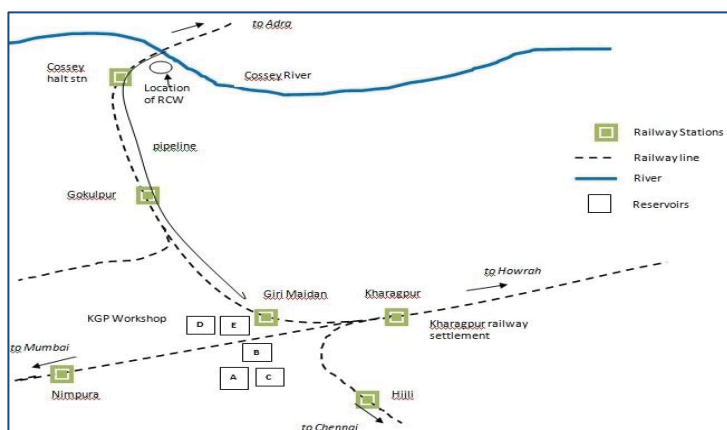 to Adra
Cossey
halt stn
Cossey River
Location
of RCW
Railway Stations
pipeline
Railway line
River
Gokulpur
Reservoirs
to Howrah
Giri Maidan
Kharagpur
KGP Workshop
D
E
Kharagpur railway
settlement
to Mumbai
B
A
C
Nimpura
Hijli
to Chennai